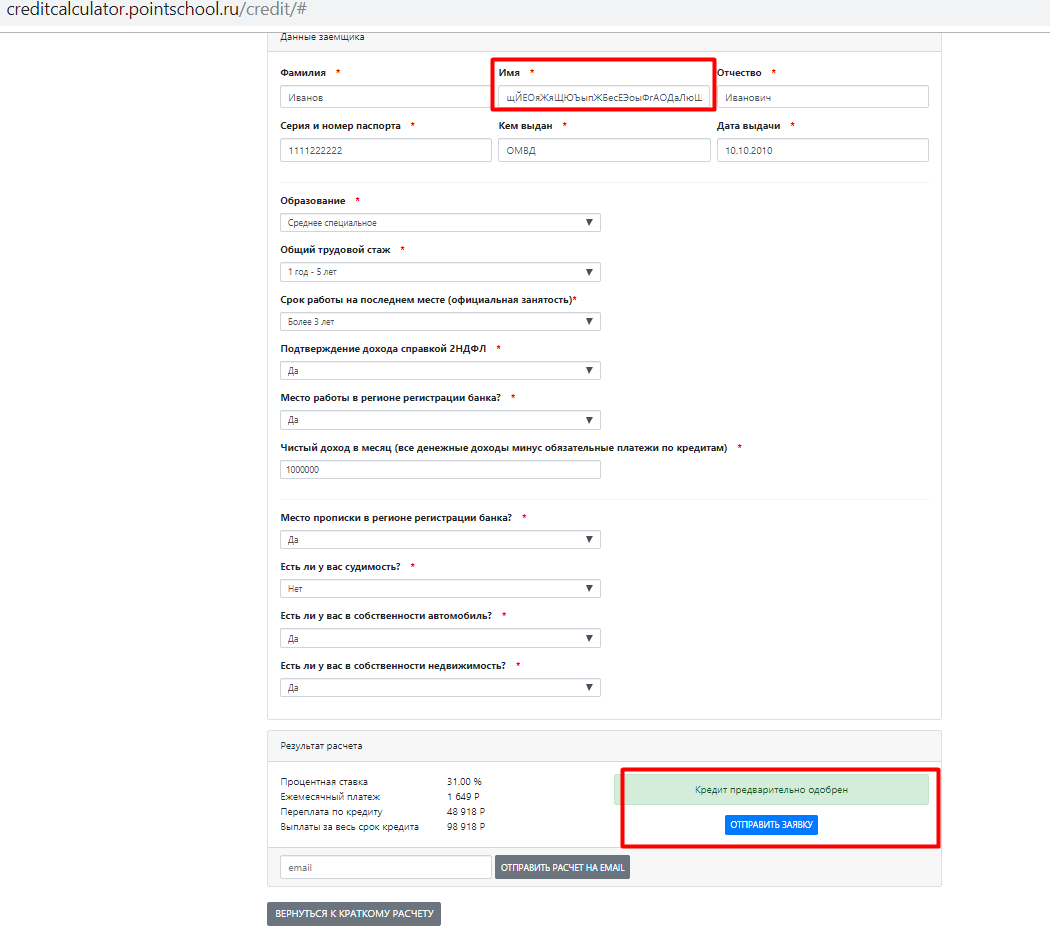 creditcalculator.pointschool.ru/credit/#
Данные заемщика
Фамилия * Имя * Отчество *
Иванов щЙЕОяЖяЩЮЪыпЖБесЕЭоыФгАОДаЛюЩ Иванович
Серия и номер паспорта * Кем выдан * Дата выдачи *
1111222222 ОМВД 10.10.2010
Образование *
Среднее специальное
Общий трудовой стаж *
1 год - 5 лет
Срок работы на последнем месте (официальная занятость)*
Более 3 лет
Подтверждение дохода справкой 2НДФЛ *
Да
Место работы в регионе регистрации банка? *
Да
Чистый доход в месяц (все денежные доходы минус обязательные платежи по кредитам) *
1000000
Место прописки в регионе регистрации банка? *
Да
Есть ли у вас судимость? *
Нет
Есть ли у вас в собственности автомобиль? *
Да
Есть ли у вас в собственности недвижимость? *
Да
Результат расчета
Процентная ставка 31.00 %
Ежемесячный платеж 1 649 Р
Переплата по кредиту 48 918 Р
Выплаты за весь срок кредита 98 918 Р
Кредит предварительно одобрен
ОТПРАВИТЬ ЗАЯВКУ
email ОТПРАВИТЬ РАСЧЕТ НА EMAIL
ВЕРНУТЬСЯ К КРАТКОМУ РАСЧЕТУ